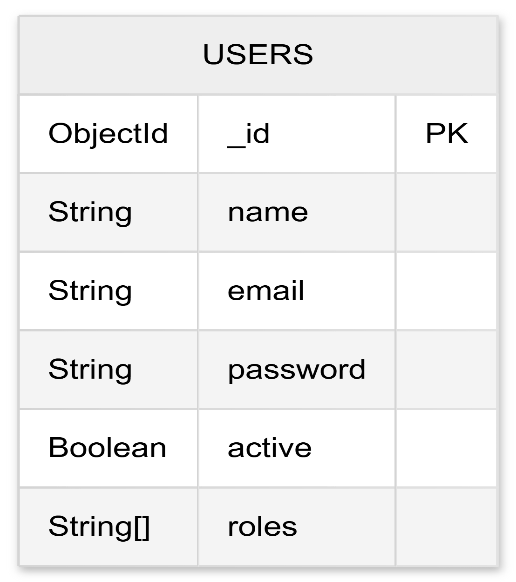 USERS
ObjectId _id PK
String name
String email
String password
Boolean active
String[] roles